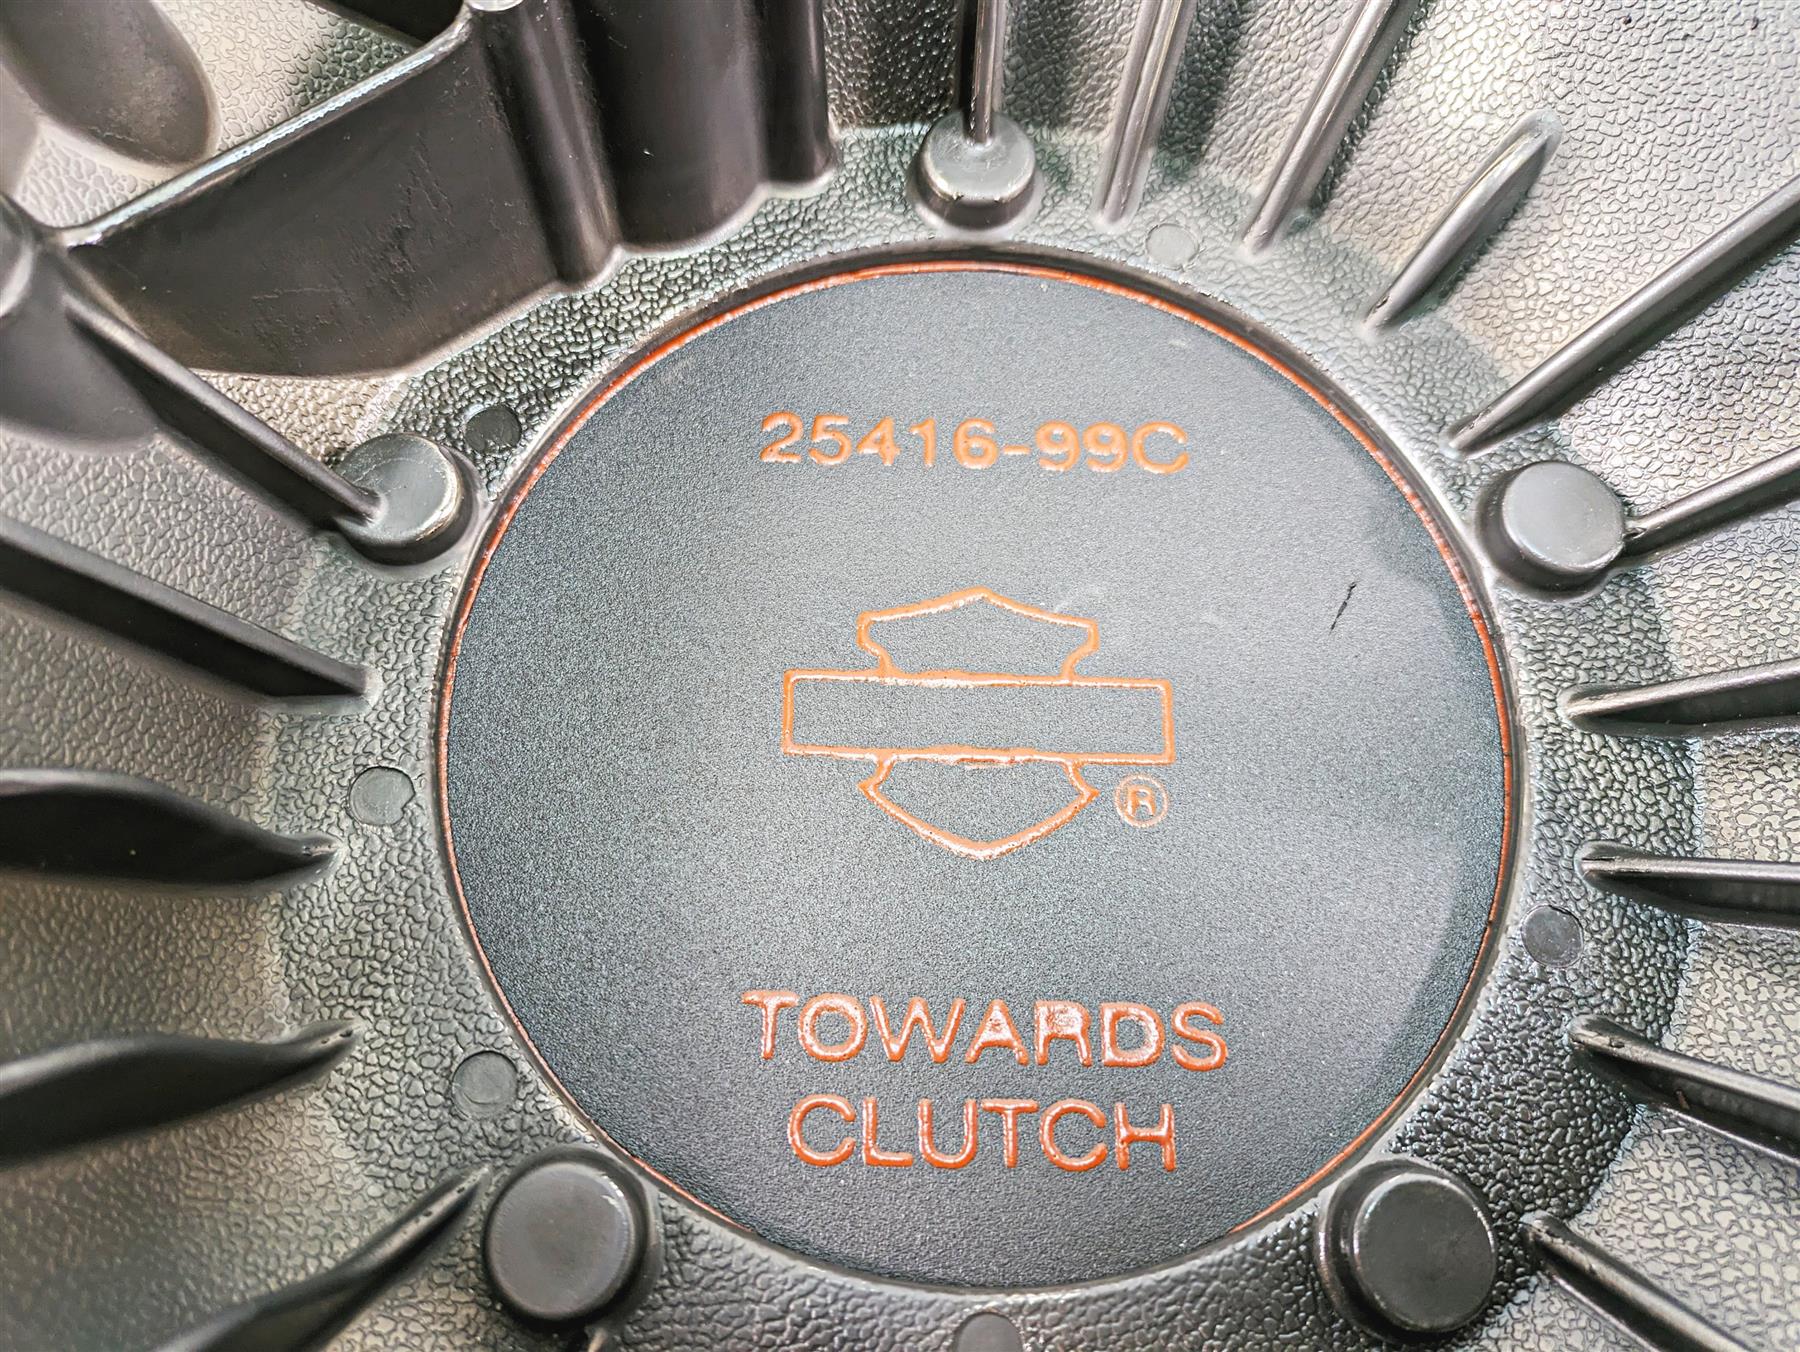 25416-99C
®
TOWARDS
CLUTCH